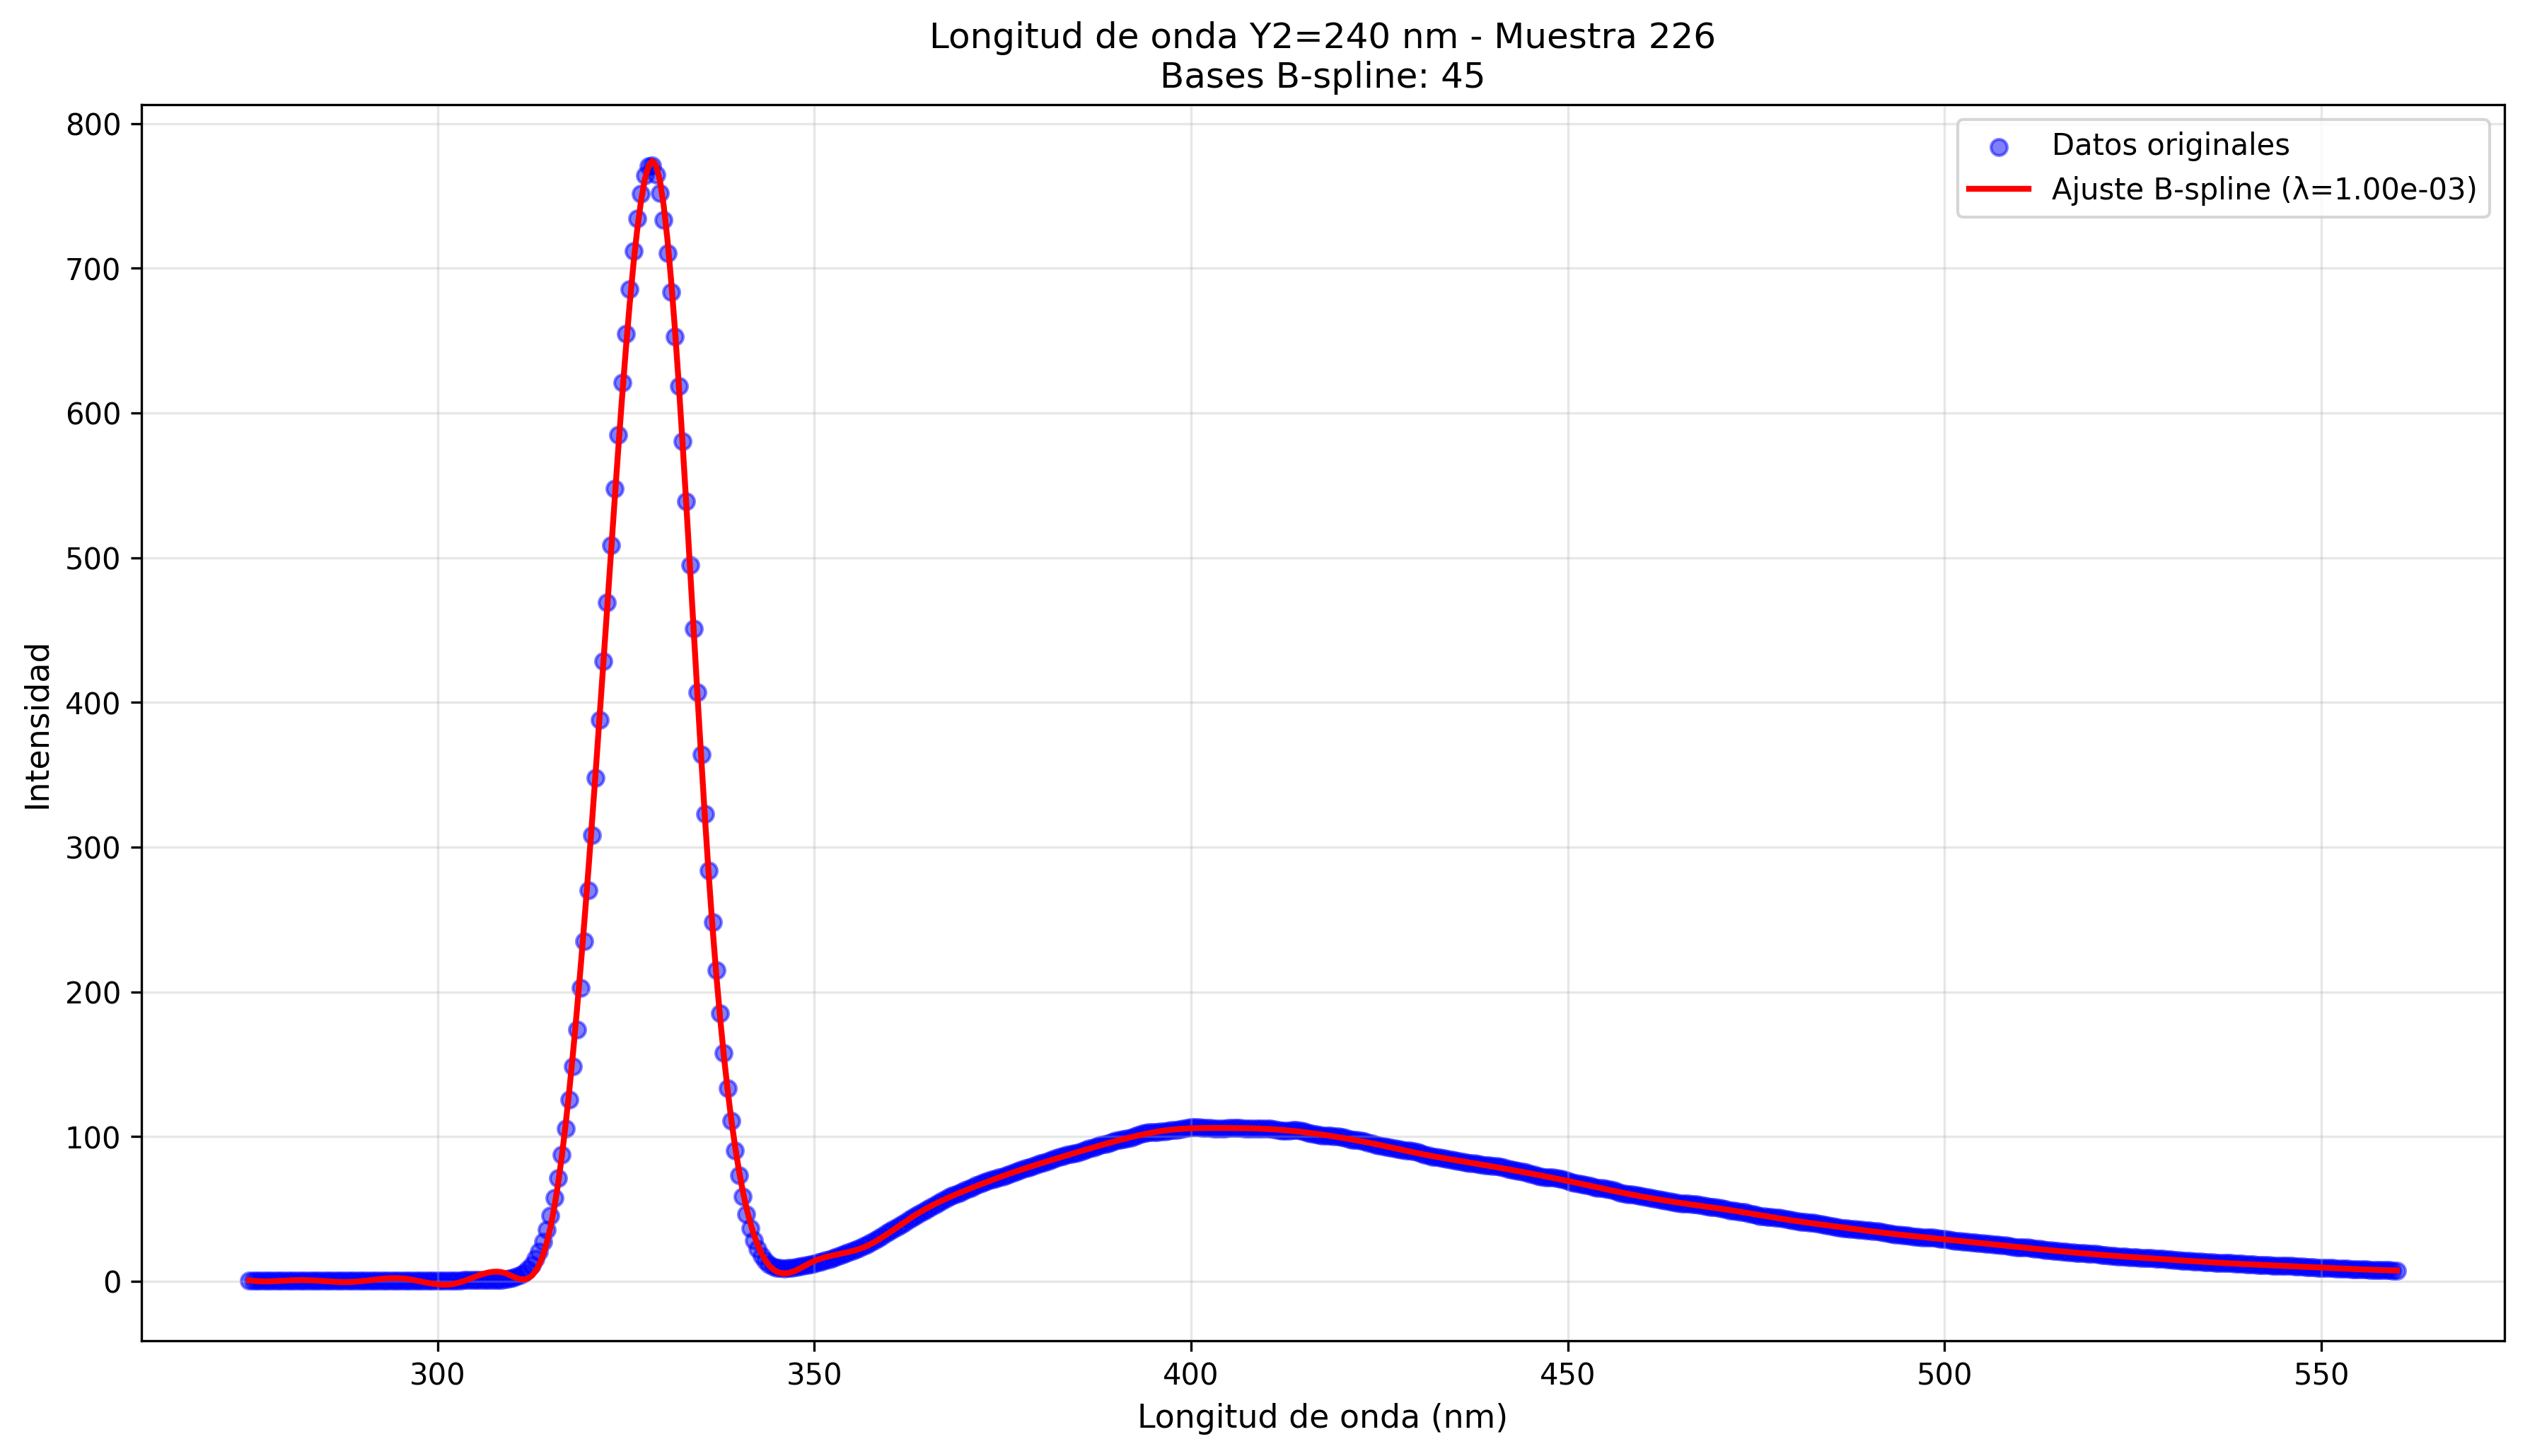 Longitud de onda Y2=240 nm - Muestra 226
Bases B-spline: 45
Datos originales
Ajuste B-spline (λ=1.00e-03)
Intensidad
800
700
600
500
400
300
200
100
0
300
350
400
450
500
550
Longitud de onda (nm)